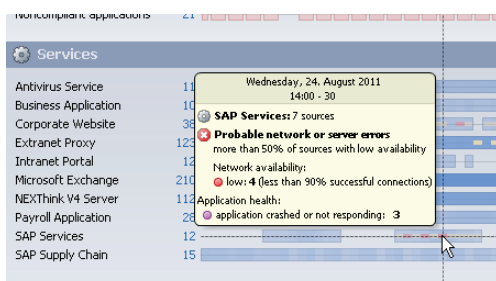 Noncompliant applications 21
Services
Antivirus Service 11
Business Application 10
Corporate Website 36
Extranet Proxy 123
Intranet Portal 12
Microsoft Exchange 210
NEXThink V4 Server 112
Payroll Application 28
SAP Services 12
SAP Supply Chain 15
Wednesday, 24. August 2011
14:00 - 30
SAP Services: 7 sources
Probable network or server errors
more than 50% of sources with low availability
Network availability:
low: 4 (less than 90% successful connections)
Application health:
application crashed or not responding: 3